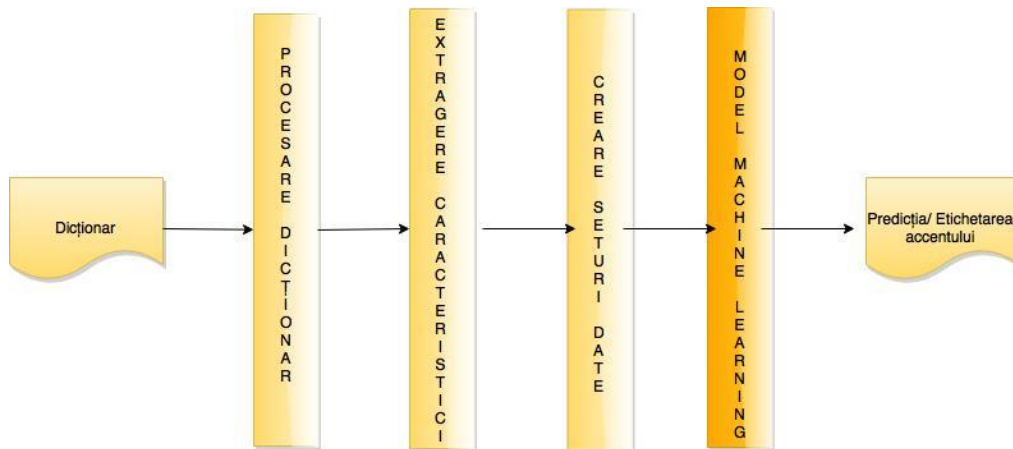 Dicționar
PROCESARE DICȚIONAR
EXTRAGERE CARACTERISTICI
CREARE SETURI DATE
MODEL MACHINE LEARNING
Predicția/ Etichetarea
accentului